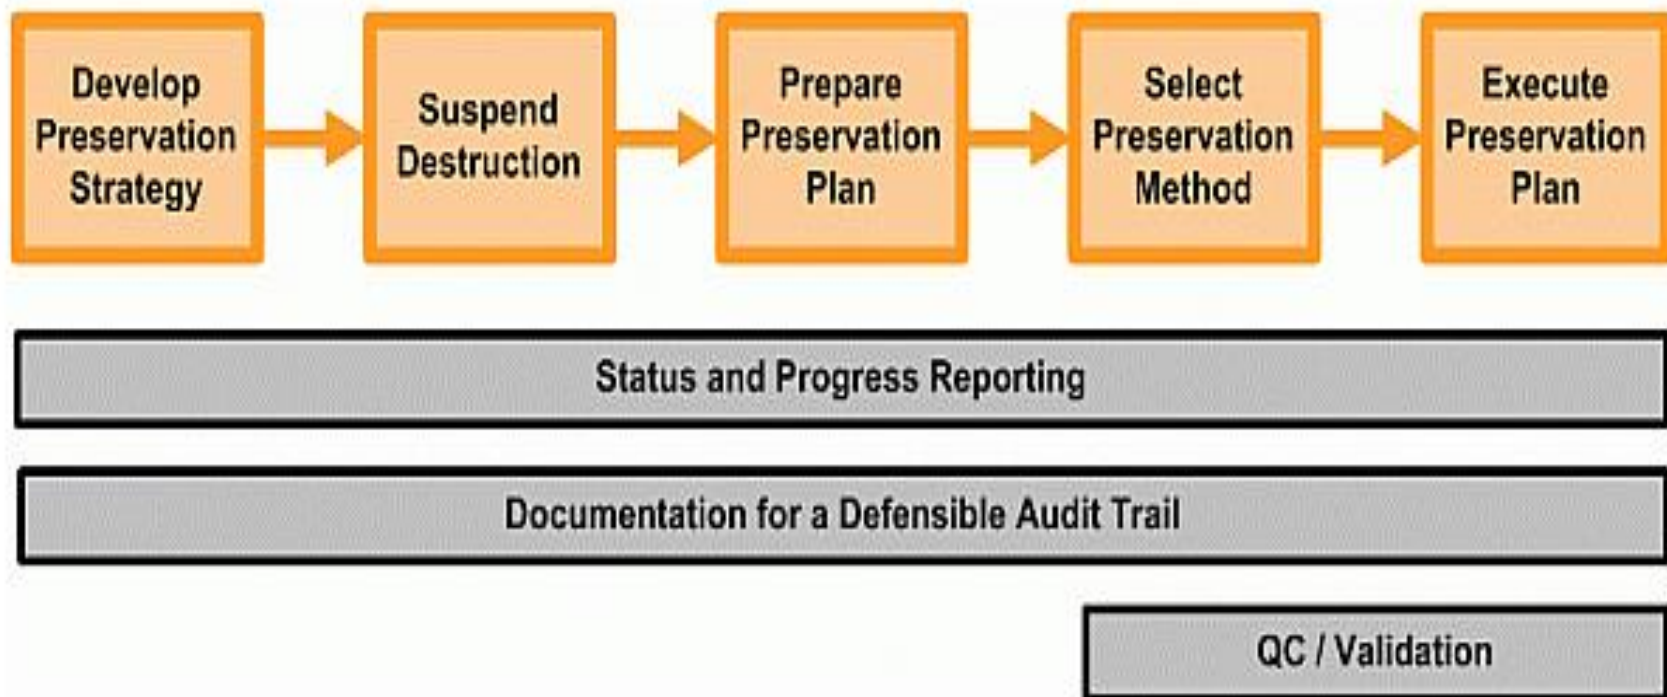 Develop
Preservation
Strategy
Suspend
Destruction
Prepare
Preservation
Plan
Select
Preservation
Method
Execute
Preservation
Plan
Status and Progress Reporting
Documentation for a Defensible Audit Trail
QC / Validation